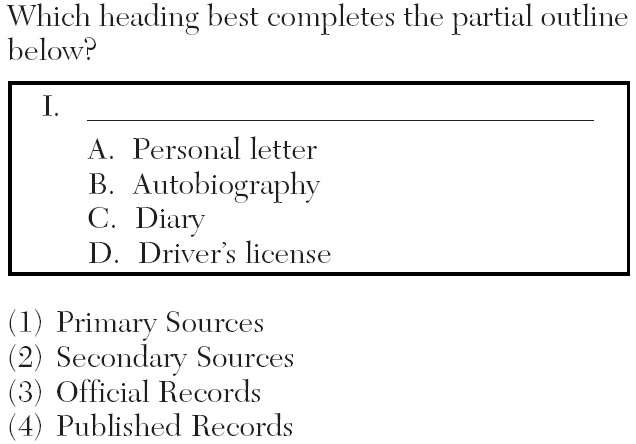 Which heading best completes the partial outline
below?
I.
A. Personal letter
B. Autobiography
C. Diary
D. Driver's license
(1) Primary Sources
(2) Secondary Sources
(3) Official Records
(4) Published Records